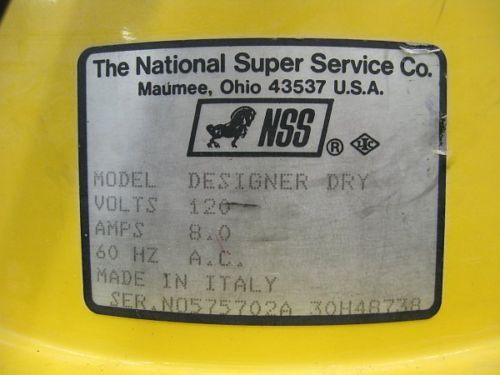 The National Super Service Co.
Maumee, Ohio 43537 U.S.A.
NSS ®
MODEL DESIGNER DRY
VOLTS 120
AMPS 8.0
60 HZ A.C.
MADE IN ITALY
SER.NO575702A 30H48738